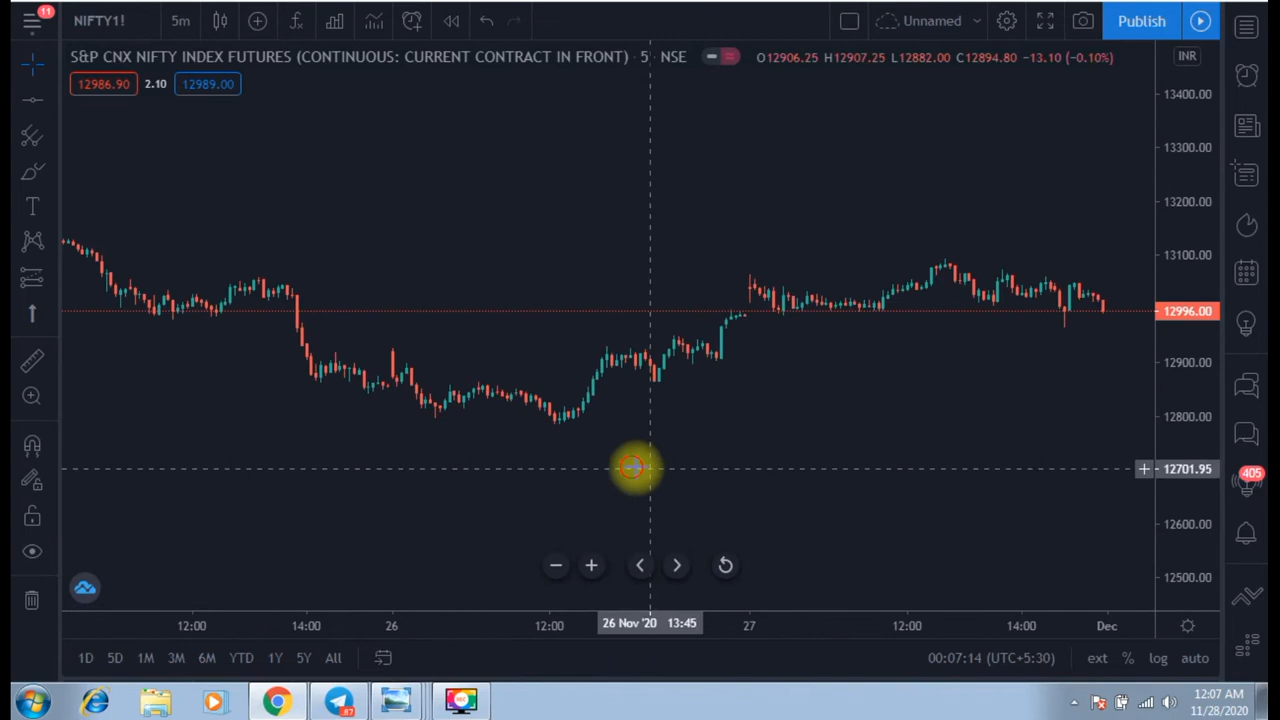 11
NIFTY1!
5m
Unnamed
Publish
S&P CNX NIFTY INDEX FUTURES (CONTINUOUS: CURRENT CONTRACT IN FRONT) · 5 · NSE
O12906.25 H12907.25 L12882.00 C12894.80 −13.10 (−0.10%)
INR
12986.90
2.10
12989.00
13400.00
13300.00
13200.00
13100.00
12996.00
12900.00
12800.00
12701.95
12600.00
12500.00
405
12:00
14:00
26
12:00
26 Nov '20 13:45
27
12:00
14:00
Dec
1D 5D 1M 3M 6M YTD 1Y 5Y All
00:07:14 (UTC+5:30)
ext % log auto
87
REC
12:07 AM
11/28/2020